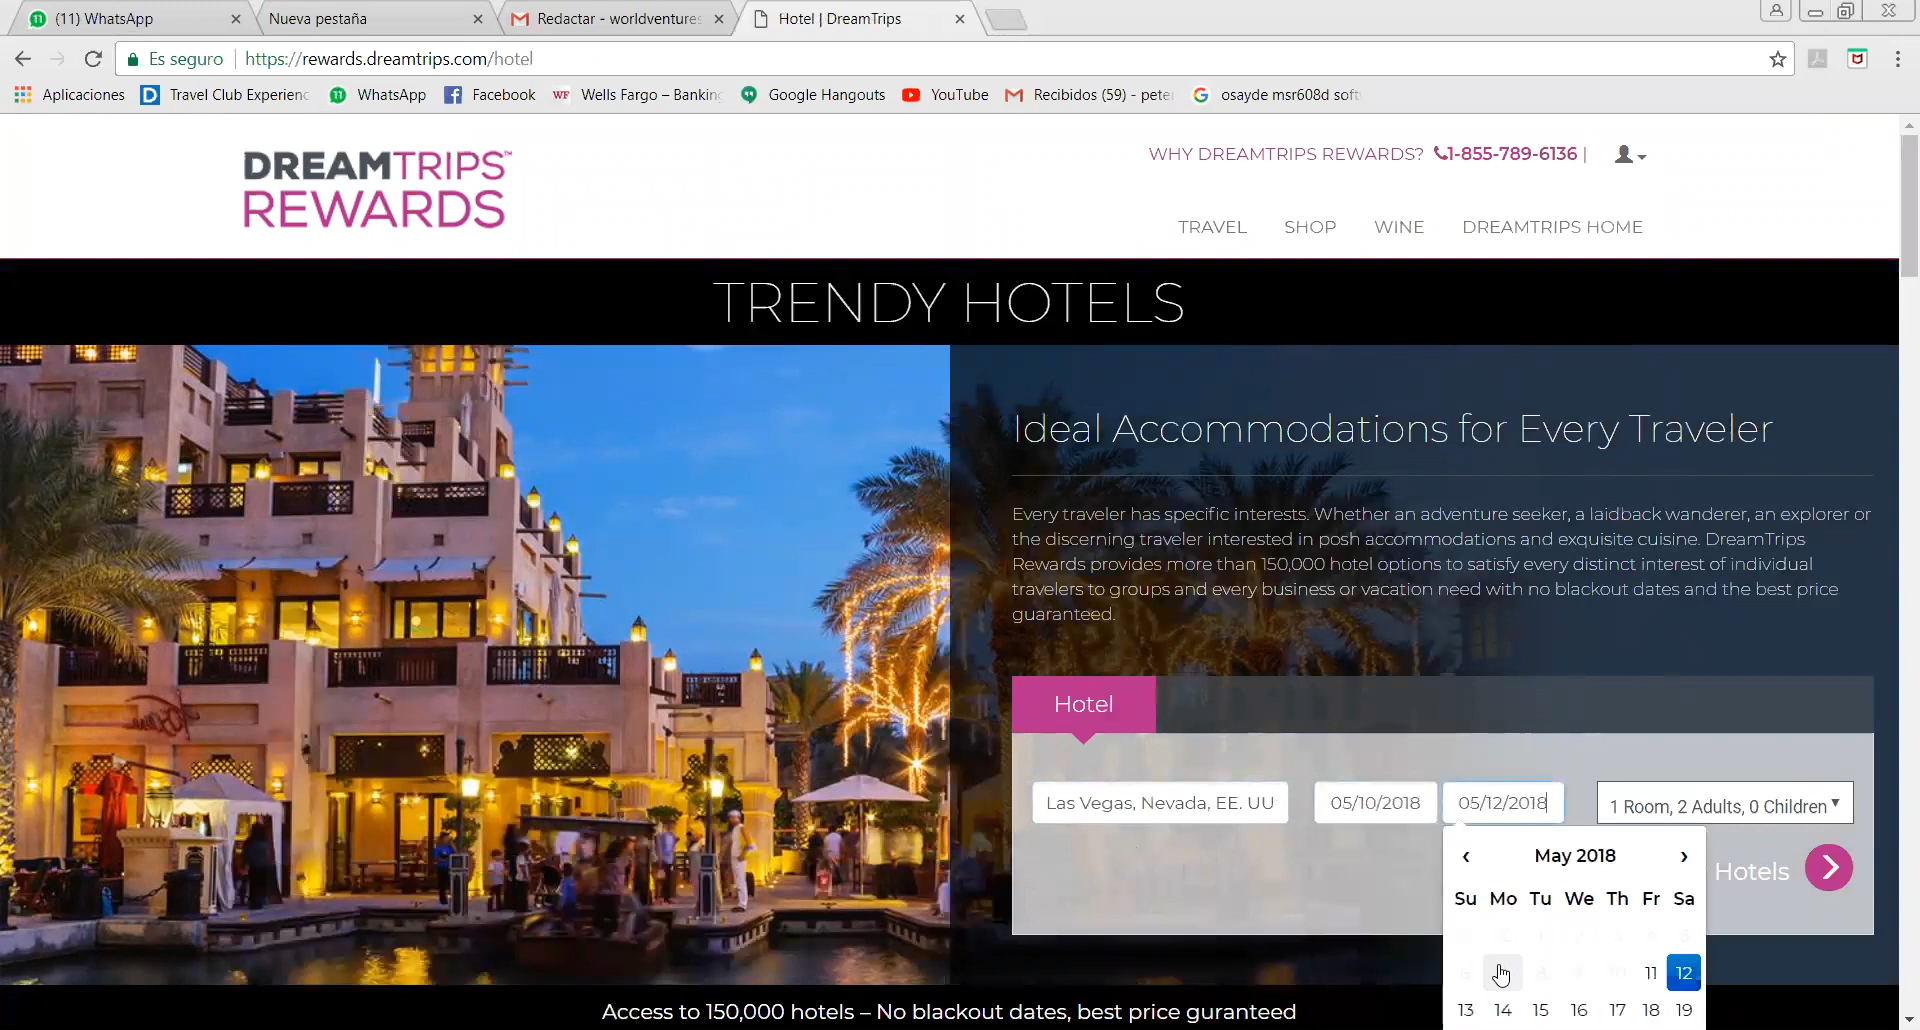 (11) WhatsApp
Nueva pestaña
Redactar - worldventures
Hotel | DreamTrips
Es seguro
https://rewards.dreamtrips.com/hotel
Aplicaciones
Travel Club Experienc
WhatsApp
Facebook
WF
Wells Fargo – Banking
Google Hangouts
YouTube
Recibidos (59) - pete
osayde msr608d soft
WHY DREAMTRIPS REWARDS? 1-855-789-6136 |
DREAMTRIPS™
REWARDS
TRAVEL
SHOP
WINE
DREAMTRIPS HOME
TRENDY HOTELS
Ideal Accommodations for Every Traveler
Every traveler has specific interests. Whether an adventure seeker, a laidback wanderer, an explorer or
the discerning traveler interested in posh accommodations and exquisite cuisine. DreamTrips
Rewards provides more than 150,000 hotel options to satisfy every distinct interest of individual
travelers to groups and every business or vacation need with no blackout dates and the best price
guaranteed.
Hotel
Las Vegas, Nevada, EE. UU
05/10/2018
05/12/2018
1 Room, 2 Adults, 0 Children
‹ May 2018 ›
Hotels
Su Mo Tu We Th Fr Sa
11 12
13 14 15 16 17 18 19
Access to 150,000 hotels – No blackout dates, best price guranteed